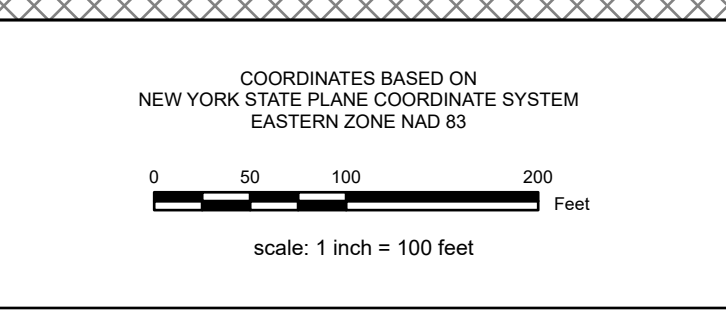 COORDINATES BASED ON
NEW YORK STATE PLANE COORDINATE SYSTEM
EASTERN ZONE NAD 83
0 50 100 200
Feet
scale: 1 inch = 100 feet